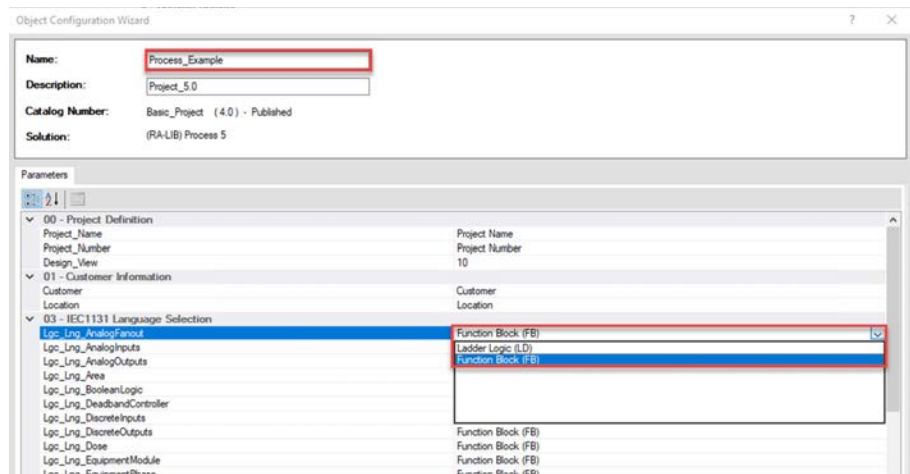 Object Configuration Wizard ? ×
Name: Process_Example
Description: Project_5.0
Catalog Number: Basic_Project (4.0) - Published
Solution: (RA-LIB) Process 5
Parameters
00 - Project Definition
Project_Name Project Name
Project_Number Project Number
Design_View 10
01 - Customer Information
Customer Customer
Location Location
03 - IEC1131 Language Selection
Lgc_Lng_AnalogFanout Function Block (FB)
Lgc_Lng_AnalogInputs Ladder Logic (LD)
Lgc_Lng_AnalogOutputs Function Block (FB)
Lgc_Lng_Area
Lgc_Lng_BooleanLogic
Lgc_Lng_DeadbandController
Lgc_Lng_DiscreteInputs
Lgc_Lng_DiscreteOutputs Function Block (FB)
Lgc_Lng_Dose Function Block (FB)
Lgc_Lng_EquipmentModule Function Block (FB)